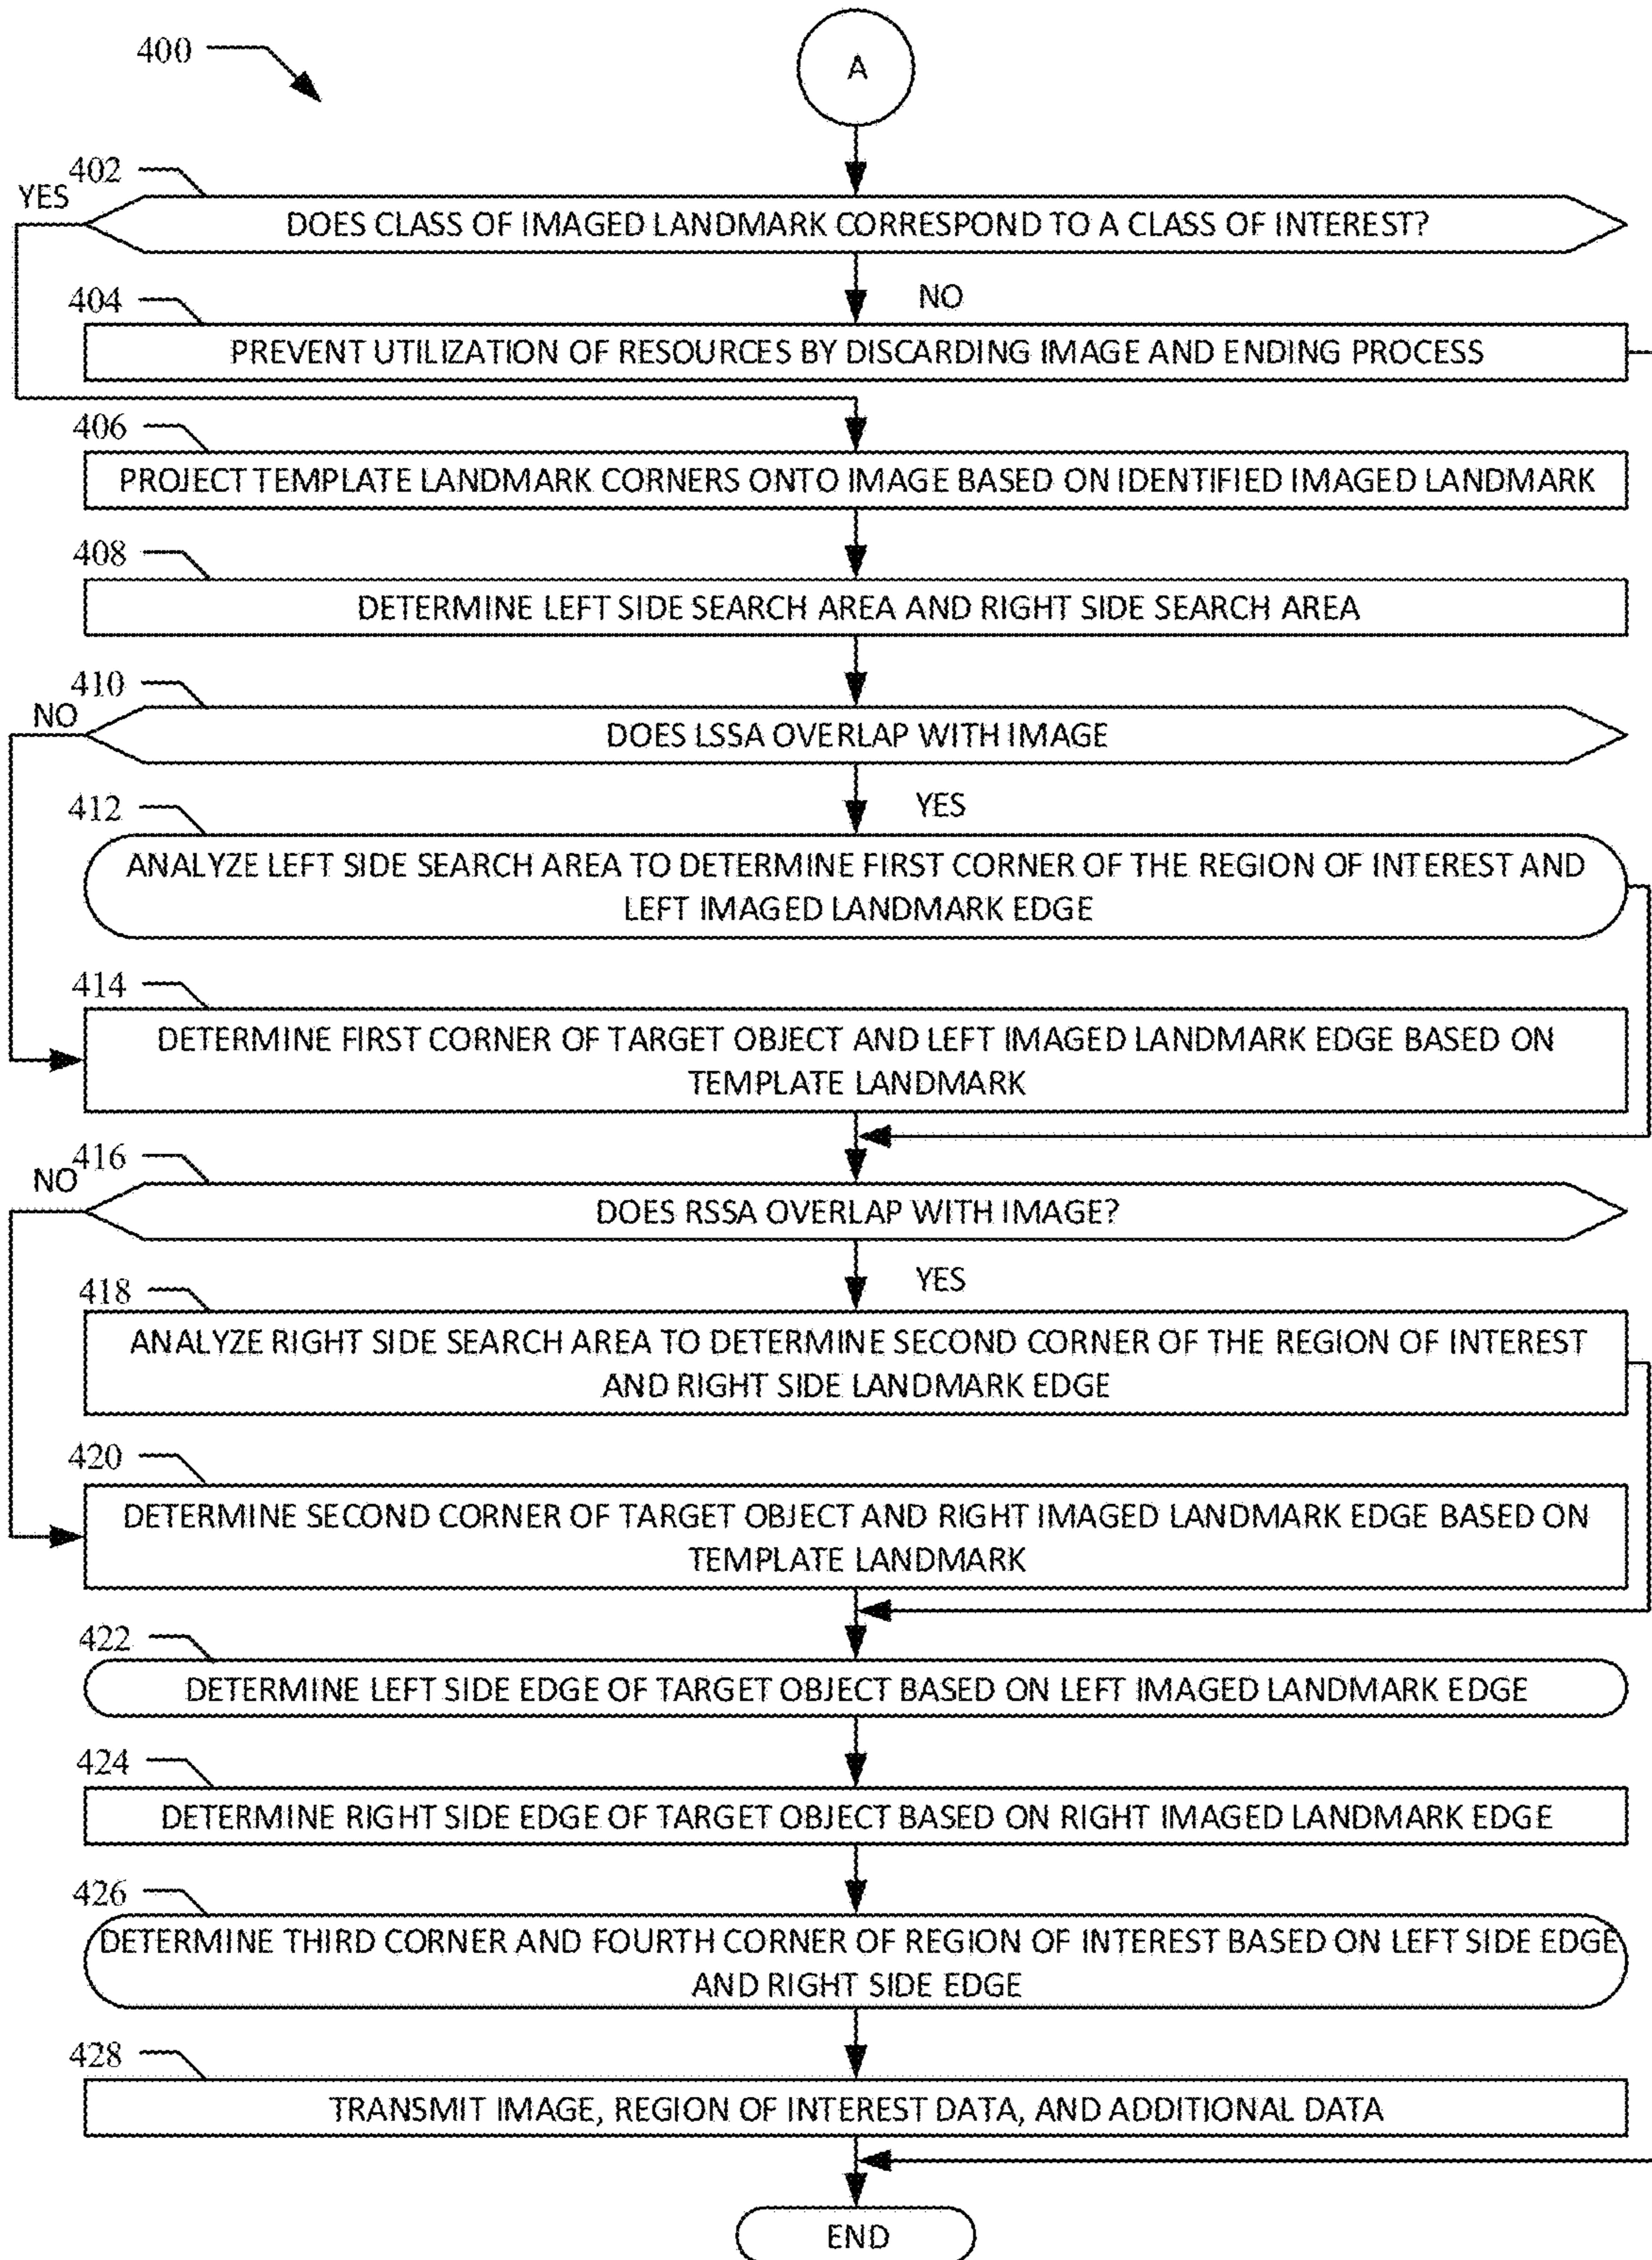 400
A
402
YES
DOES CLASS OF IMAGED LANDMARK CORRESPOND TO A CLASS OF INTEREST?
NO
404
PREVENT UTILIZATION OF RESOURCES BY DISCARDING IMAGE AND ENDING PROCESS
406
PROJECT TEMPLATE LANDMARK CORNERS ONTO IMAGE BASED ON IDENTIFIED IMAGED LANDMARK
408
DETERMINE LEFT SIDE SEARCH AREA AND RIGHT SIDE SEARCH AREA
410
NO
DOES LSSA OVERLAP WITH IMAGE
YES
412
ANALYZE LEFT SIDE SEARCH AREA TO DETERMINE FIRST CORNER OF THE REGION OF INTEREST AND
LEFT IMAGED LANDMARK EDGE
414
DETERMINE FIRST CORNER OF TARGET OBJECT AND LEFT IMAGED LANDMARK EDGE BASED ON
TEMPLATE LANDMARK
416
NO
DOES RSSA OVERLAP WITH IMAGE?
YES
418
ANALYZE RIGHT SIDE SEARCH AREA TO DETERMINE SECOND CORNER OF THE REGION OF INTEREST
AND RIGHT SIDE LANDMARK EDGE
420
DETERMINE SECOND CORNER OF TARGET OBJECT AND RIGHT IMAGED LANDMARK EDGE BASED ON
TEMPLATE LANDMARK
422
DETERMINE LEFT SIDE EDGE OF TARGET OBJECT BASED ON LEFT IMAGED LANDMARK EDGE
424
DETERMINE RIGHT SIDE EDGE OF TARGET OBJECT BASED ON RIGHT IMAGED LANDMARK EDGE
426
DETERMINE THIRD CORNER AND FOURTH CORNER OF REGION OF INTEREST BASED ON LEFT SIDE EDGE
AND RIGHT SIDE EDGE
428
TRANSMIT IMAGE, REGION OF INTEREST DATA, AND ADDITIONAL DATA
END